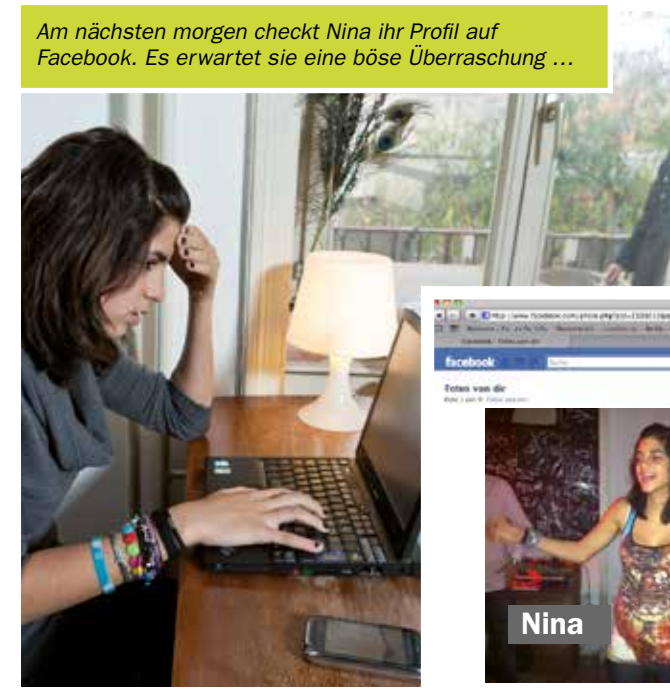 Am nächsten morgen checkt Nina ihr Profil auf
Facebook. Es erwartet sie eine böse Überraschung …
facebook
Fotos von dir
Nina